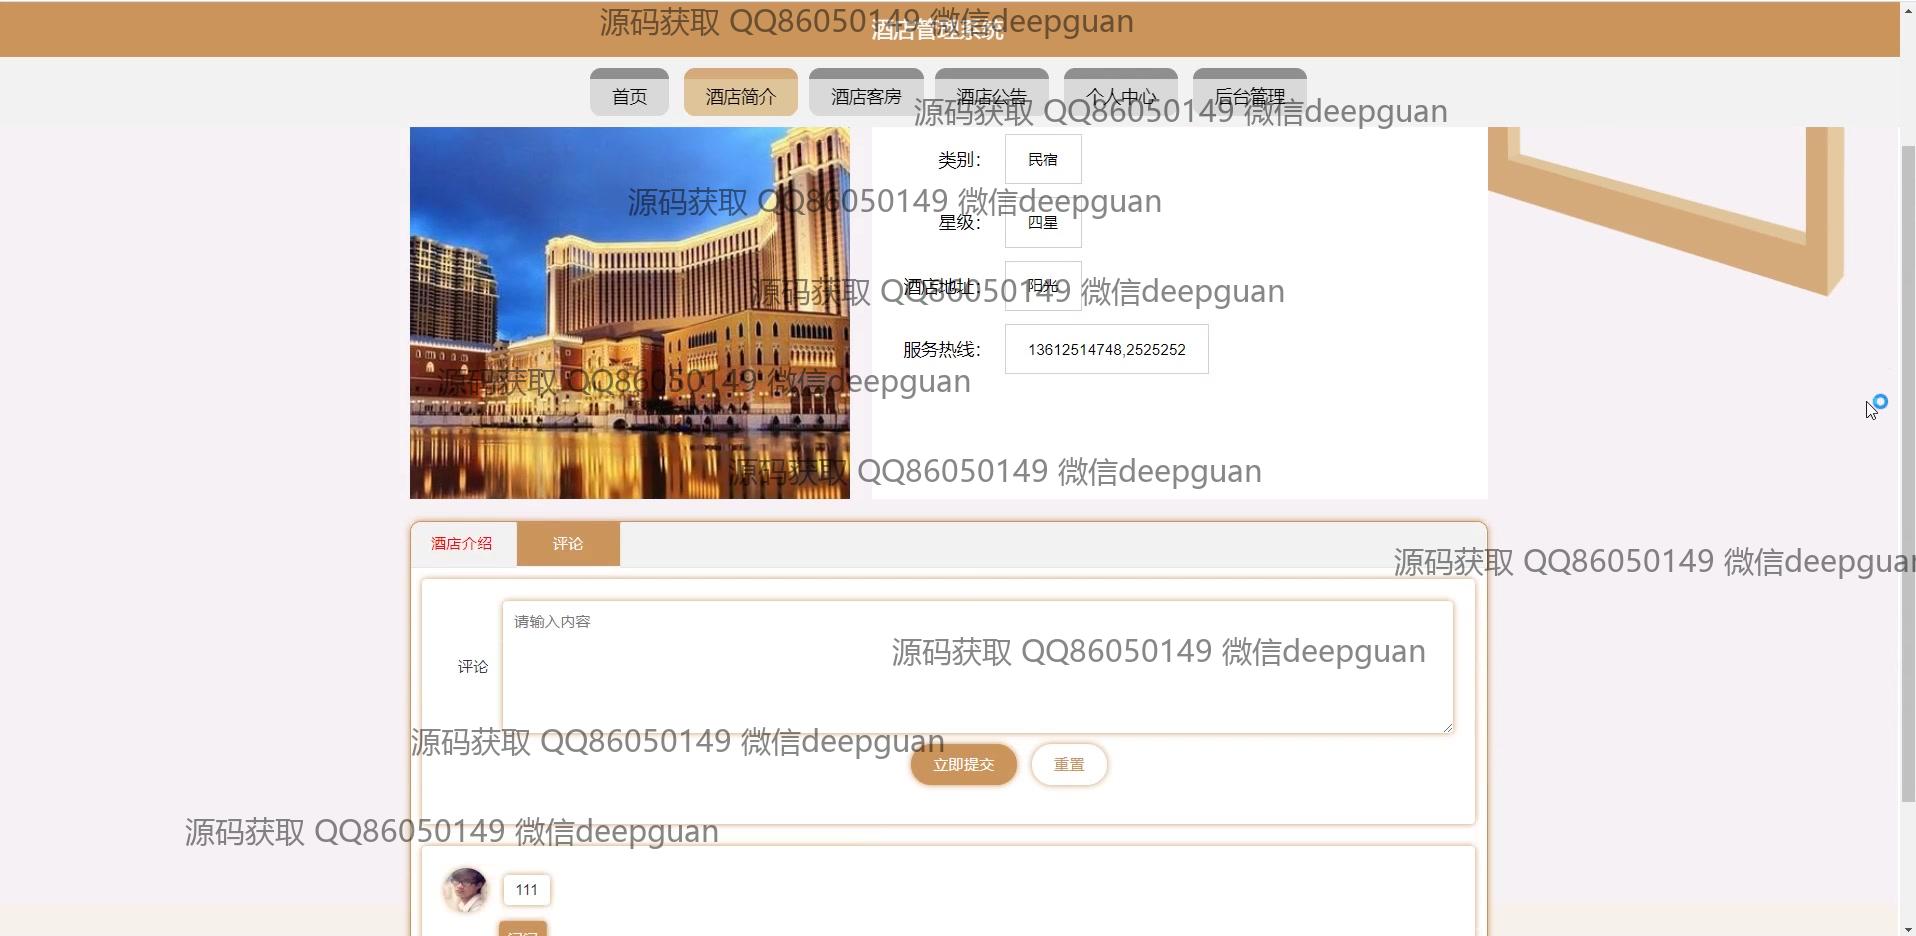 源码获取 QQ86050149 微信deepguan
酒店管理系统
首页 酒店简介 酒店客房 酒店公告 个人中心 后台管理
源码获取 QQ86050149 微信deepguan
类别： 民宿
源码获取 QQ86050149 微信deepguan
星级： 四星
酒店地址： 阳光
源码获取 QQ86050149 微信deepguan
服务热线： 13612514748,2525252
源码获取 QQ86050149 微信deepguan
源码获取 QQ86050149 微信deepguan
酒店介绍 评论
源码获取 QQ86050149 微信deepguan
请输入内容
源码获取 QQ86050149 微信deepguan
评论
源码获取 QQ86050149 微信deepguan
立即提交 重置
源码获取 QQ86050149 微信deepguan
111